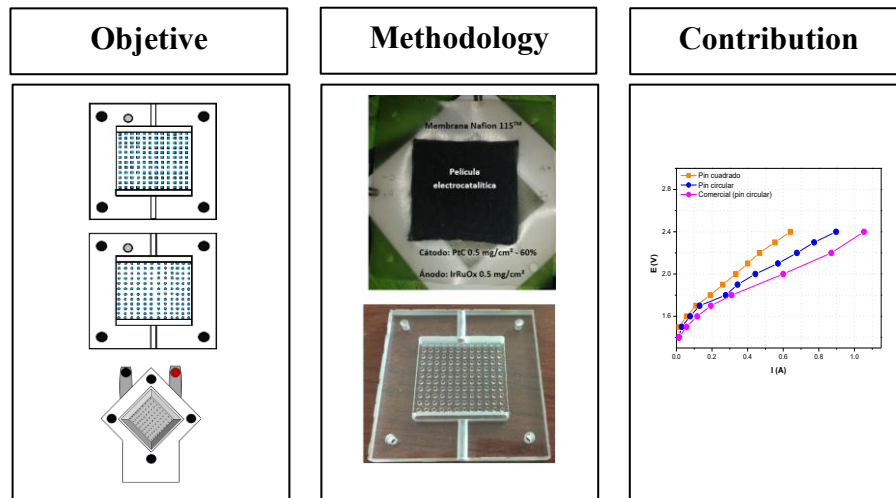 Objetive
Methodology
Contribution
Membrana Nafion 115™
Película
electrocatalítica
Cátodo: PtC 0.5 mg/cm² - 60%
Ánodo: IrRuOx 0.5 mg/cm²
Pin cuadrado
Pin circular
Comercial (pin circular)
E (V)
2.8
2.4
2.0
1.6
0.0 0.2 0.4 0.6 0.8 1.0
I (A)